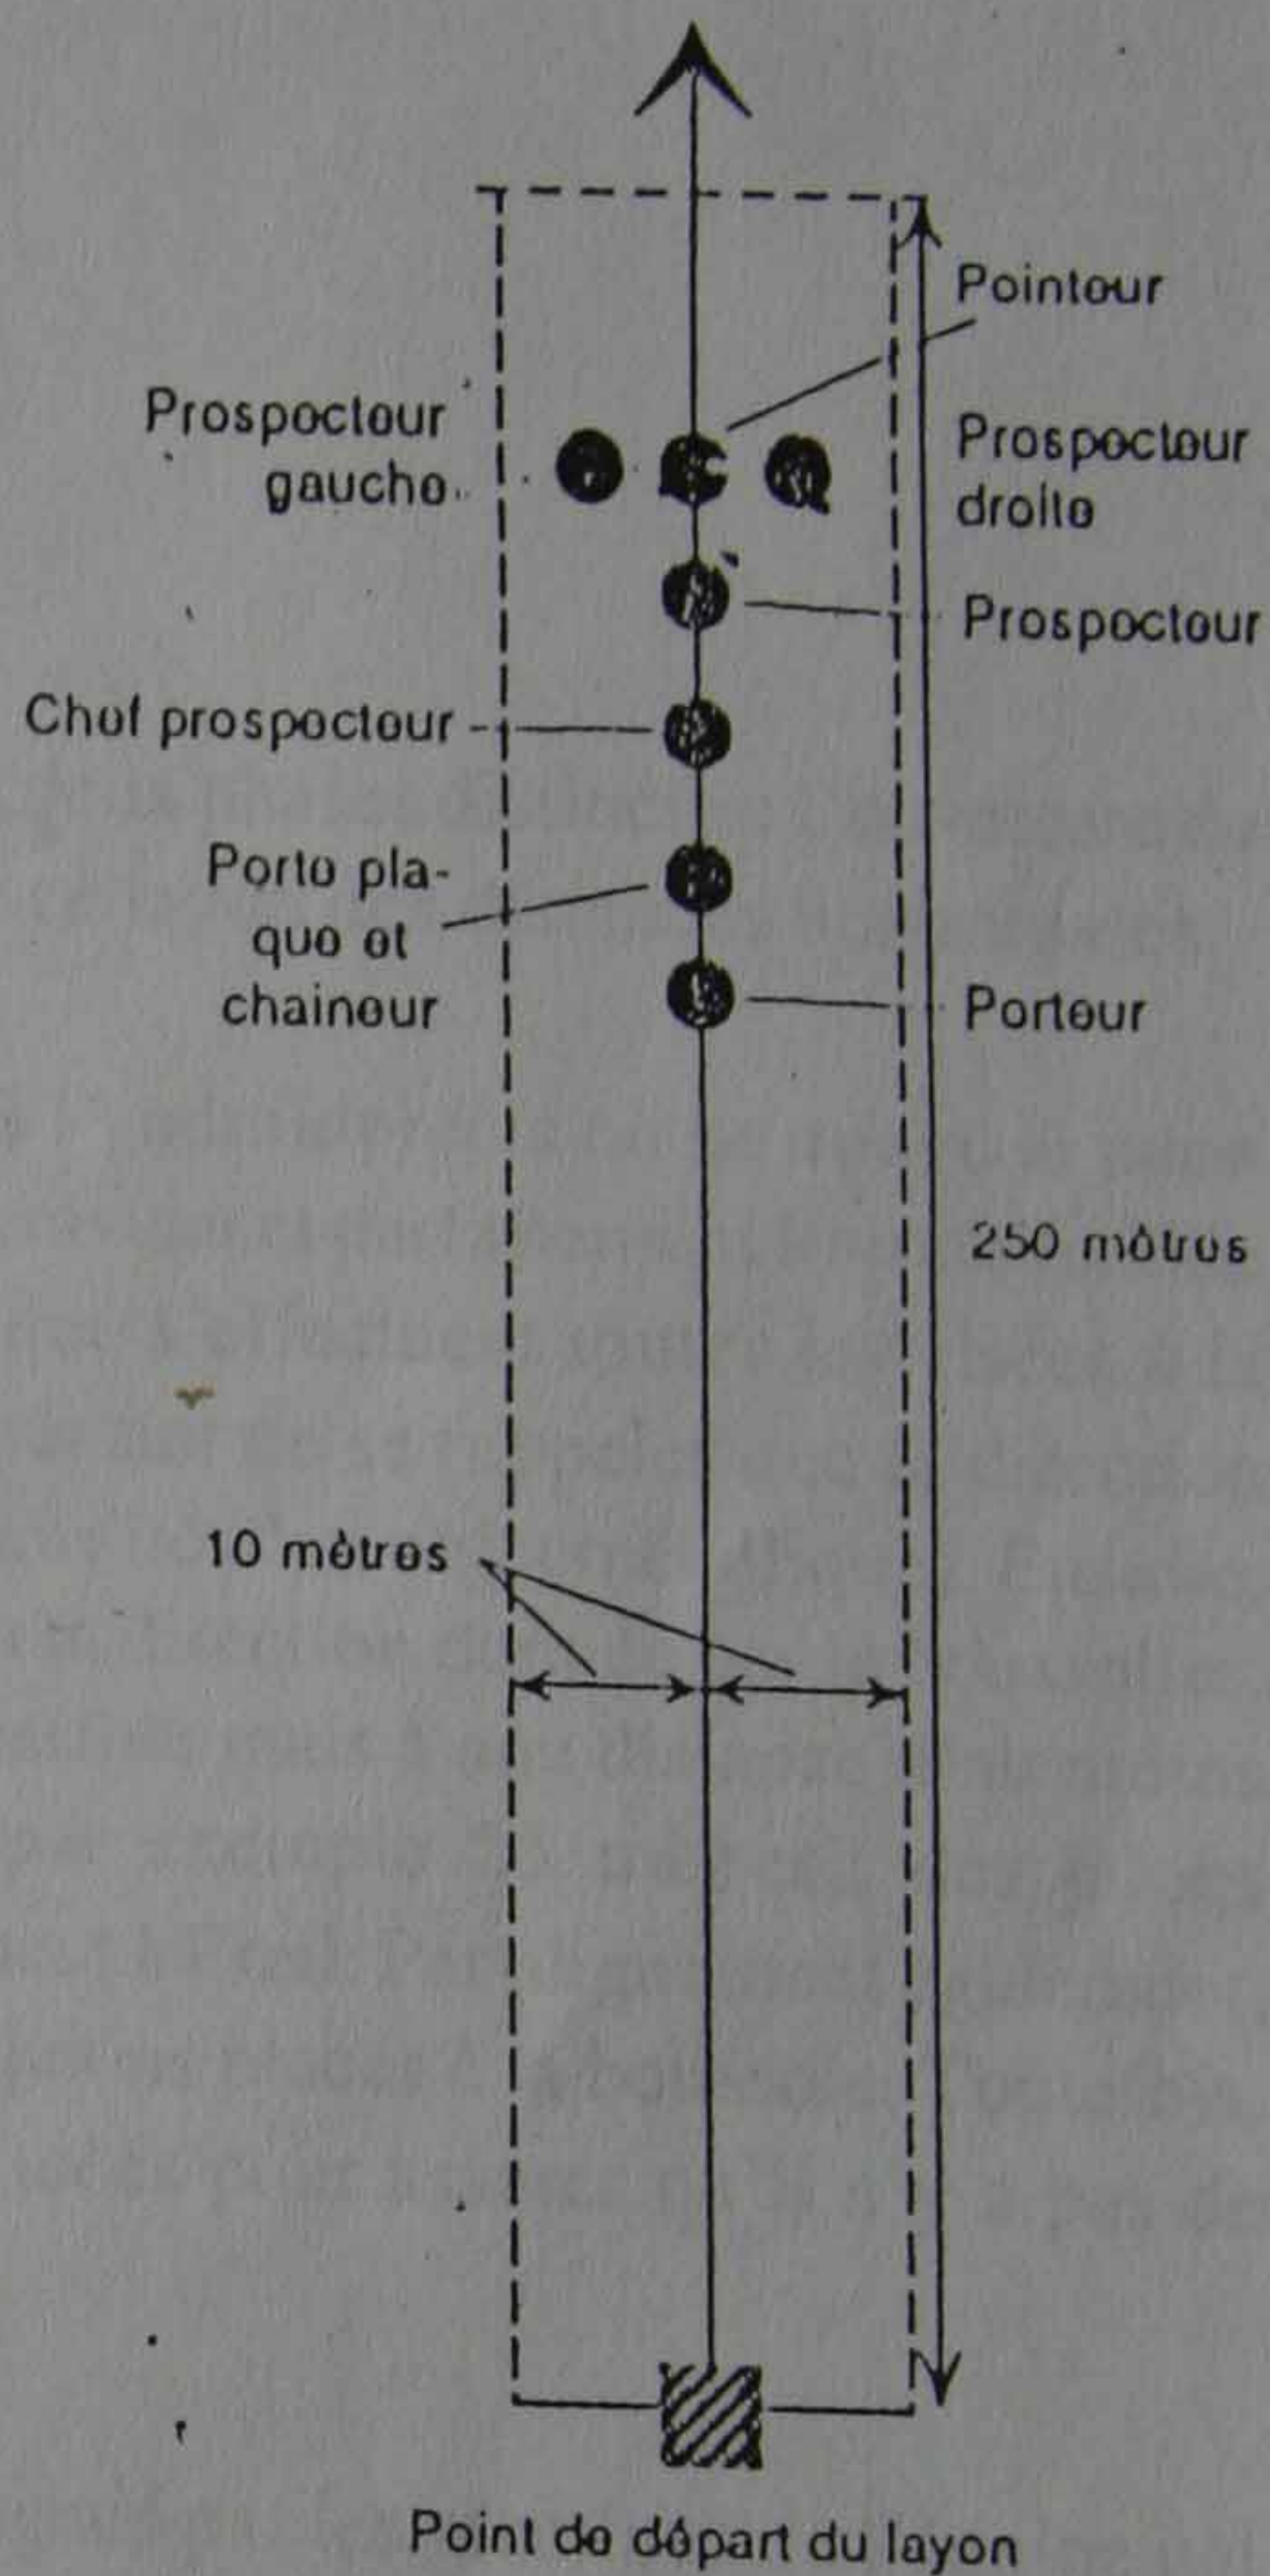 Pointeur
Prospecteur
gauche
Prospecteur
droite
Prospecteur
Chef prospecteur
Porte pla-
que et
chaineur
Porteur
250 mètres
10 mètres
Point de départ du layon